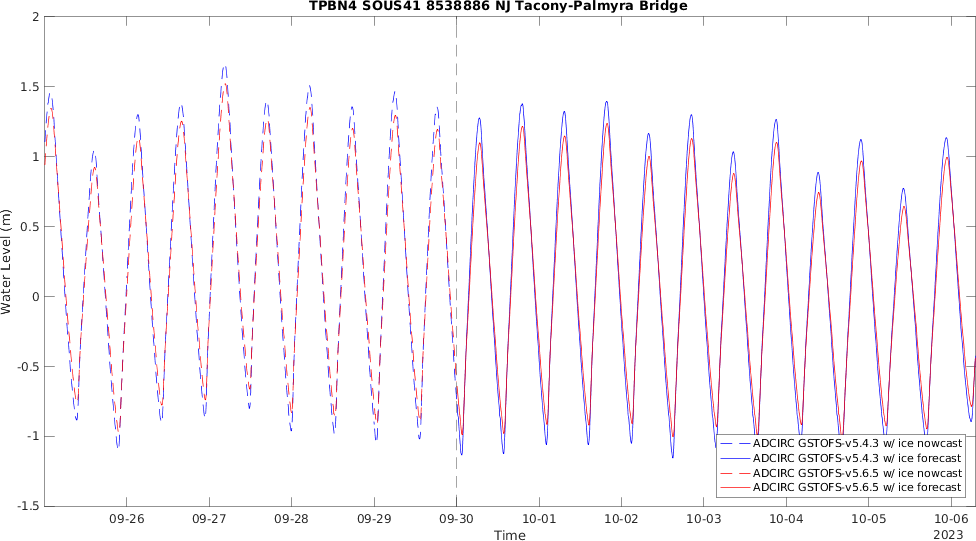 TPBN4 SOUS41 8538886 NJ Tacony-Palmyra Bridge
2
1.5
1
0.5
0
-0.5
-1
-1.5
Water Level (m)
09-26 09-27 09-28 09-29 09-30 10-01 10-02 10-03 10-04 10-05 10-06
2023
Time
ADCIRC GSTOFS-v5.4.3 w/ ice nowcast
ADCIRC GSTOFS-v5.4.3 w/ ice forecast
ADCIRC GSTOFS-v5.6.5 w/ ice nowcast
ADCIRC GSTOFS-v5.6.5 w/ ice forecast